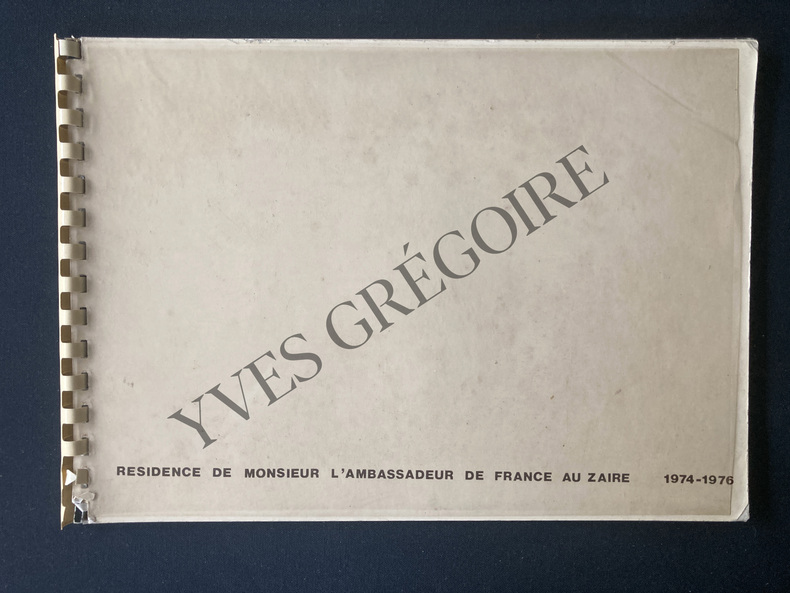 YVES GRÉGOIRE
RESIDENCE DE MONSIEUR L'AMBASSADEUR DE FRANCE AU ZAIRE 1974-1976